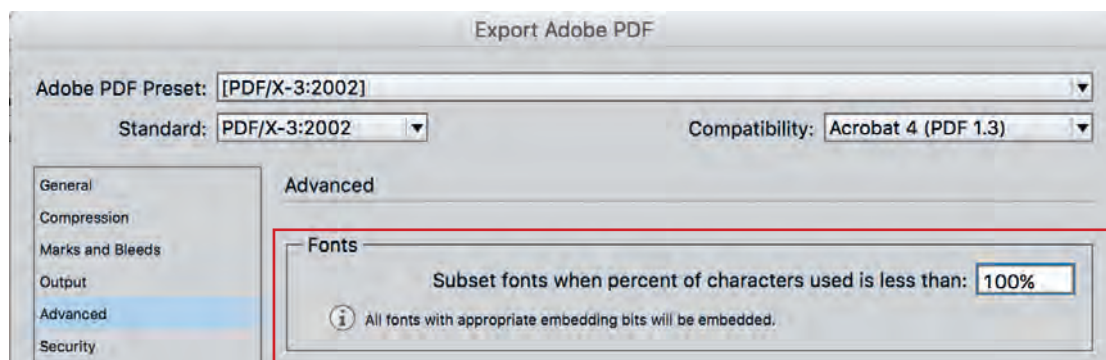 Export Adobe PDF
Adobe PDF Preset: [PDF/X-3:2002]
Standard: PDF/X-3:2002 Compatibility: Acrobat 4 (PDF 1.3)
General
Compression
Marks and Bleeds
Output
Advanced
Security
Advanced
Fonts
Subset fonts when percent of characters used is less than: 100%
i All fonts with appropriate embedding bits will be embedded.